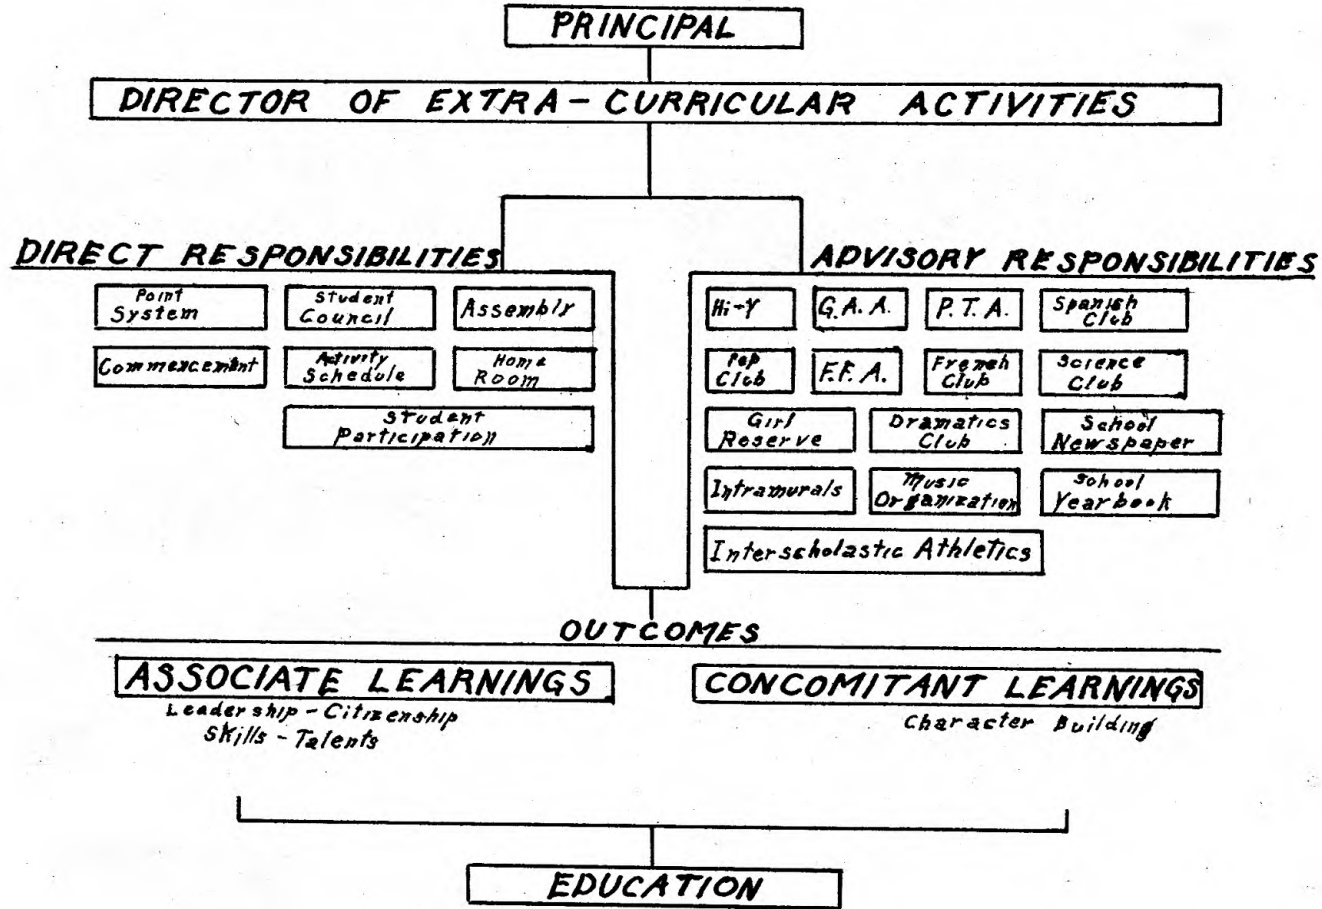 PRINCIPAL
DIRECTOR OF EXTRA-CURRICULAR ACTIVITIES
DIRECT RESPONSIBILITIES
Point
System
Student
Council
Assembly
Commencement
Activity
Schedule
Home
Room
Student
Participation
ADVISORY RESPONSIBILITIES
Hi-Y
G.A.A.
P.T.A.
Spanish
Club
Pep
Club
F.F.A.
French
Club
Science
Club
Girl
Reserve
Dramatics
Club
School
Newspaper
Intramurals
Music
Organization
School
Yearbook
Interscholastic Athletics
OUTCOMES
ASSOCIATE LEARNINGS
Leadership-Citizenship
Skills-Talents
CONCOMITANT LEARNINGS
Character Building
EDUCATION